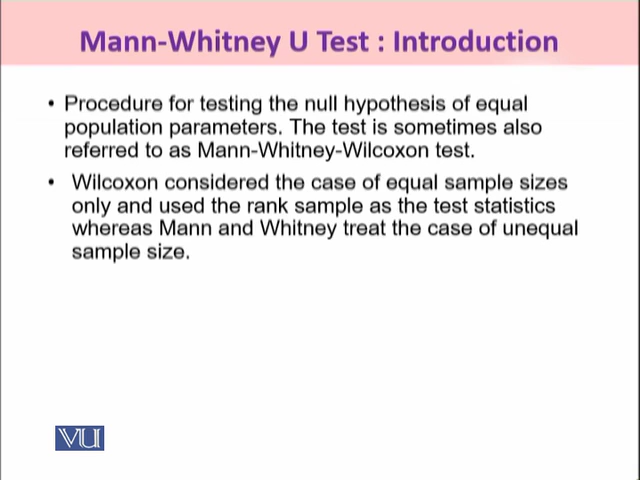 Mann-Whitney U Test : Introduction
• Procedure for testing the null hypothesis of equal
population parameters. The test is sometimes also
referred to as Mann-Whitney-Wilcoxon test.
• Wilcoxon considered the case of equal sample sizes
only and used the rank sample as the test statistics
whereas Mann and Whitney treat the case of unequal
sample size.
VU